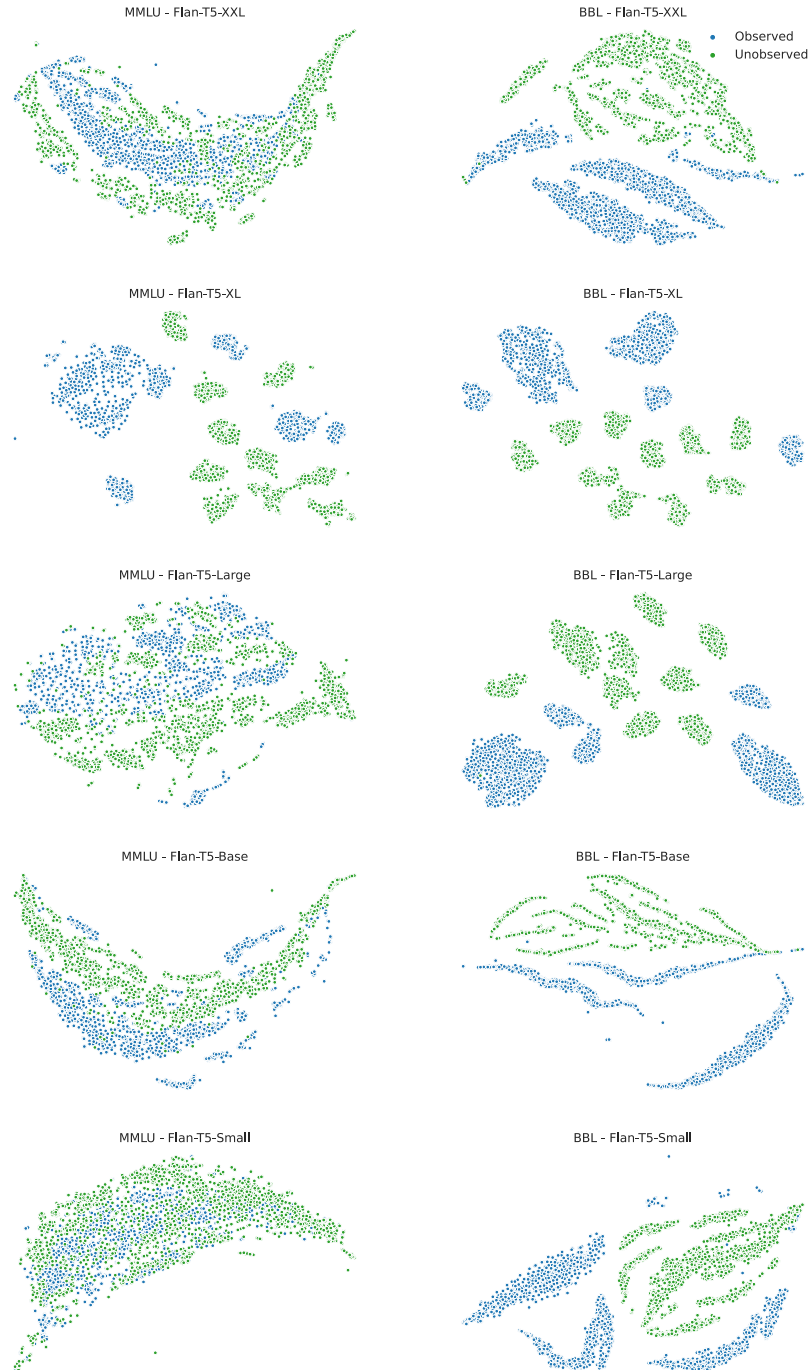 MMLU - Flan-T5-XXL
BBL - Flan-T5-XXL
Observed
Unobserved
MMLU - Flan-T5-XL
BBL - Flan-T5-XL
MMLU - Flan-T5-Large
BBL - Flan-T5-Large
MMLU - Flan-T5-Base
BBL - Flan-T5-Base
MMLU - Flan-T5-Small
BBL - Flan-T5-Small